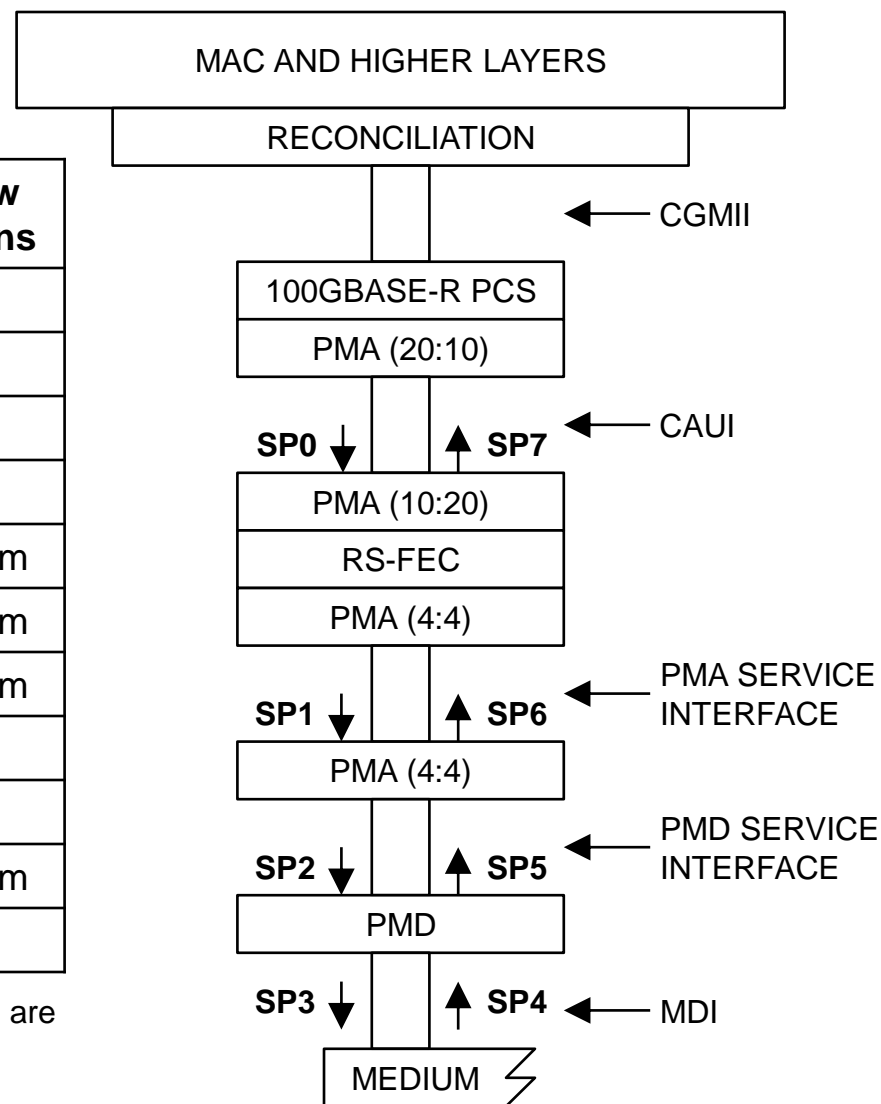 MAC AND HIGHER LAYERS
RECONCILIATION
CGMII
100GBASE-R PCS
PMA (20:10)
CAUI
SP0
SP7
PMA (10:20)
RS-FEC
PMA (4:4)
PMA SERVICE
INTERFACE
SP1
SP6
PMA (4:4)
PMD SERVICE
INTERFACE
SP2
SP5
PMD
SP3
SP4
MDI
MEDIUM
m
m
m
m
are